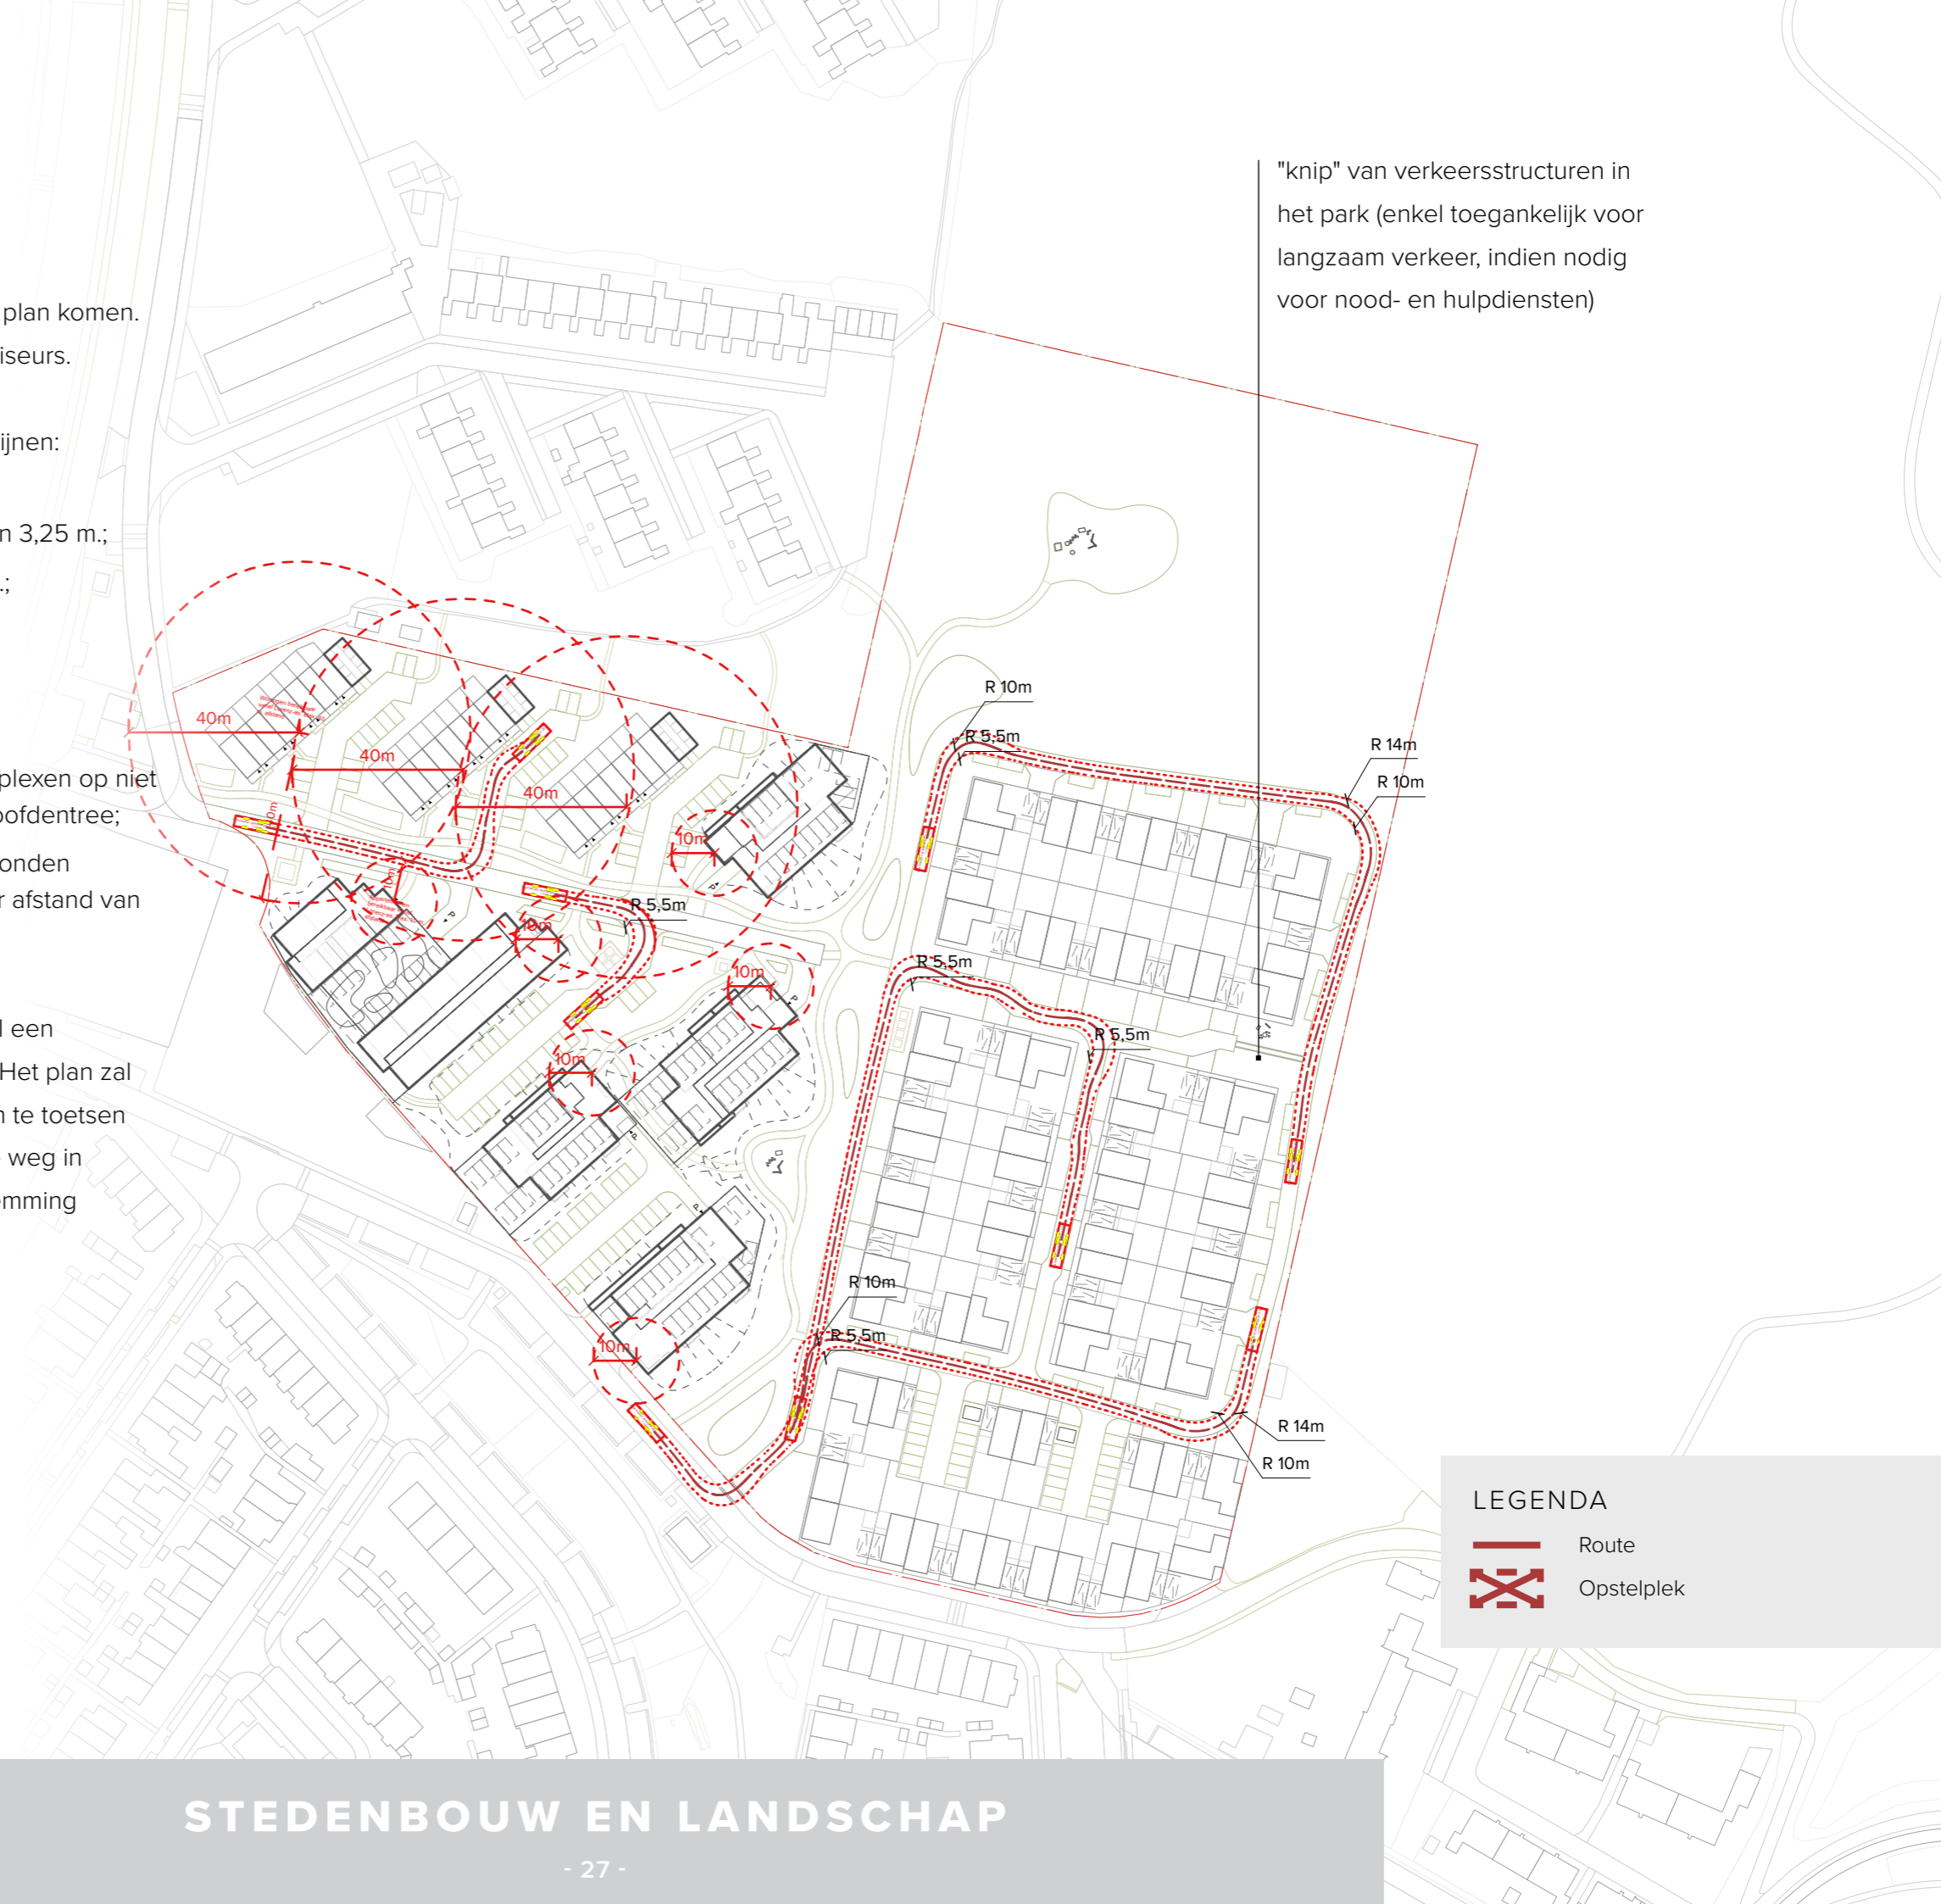 plan komen.
iseurs.
ijnen:
n 3,25 m.;
.;
plexen op niet
oofdentree;
onden
r afstand van
l een
Het plan zal
n te toetsen
weg in
emming
"knip" van verkeersstructuren in
het park (enkel toegankelijk voor
langzaam verkeer, indien nodig
voor nood- en hulpdiensten)
R 10m
R 5,5m
R 14m
R 10m
40m
40m
40m
10m
10m
10m
R 5,5m
10m
10m
R 5,5m
R 5,5m
10m
R 10m
R 5,5m
10m
R 14m
R 10m
P
P
P
P
P
LEGENDA
Route
Opstelplek
STEDENBOUW EN LANDSCHAP
- 27 -